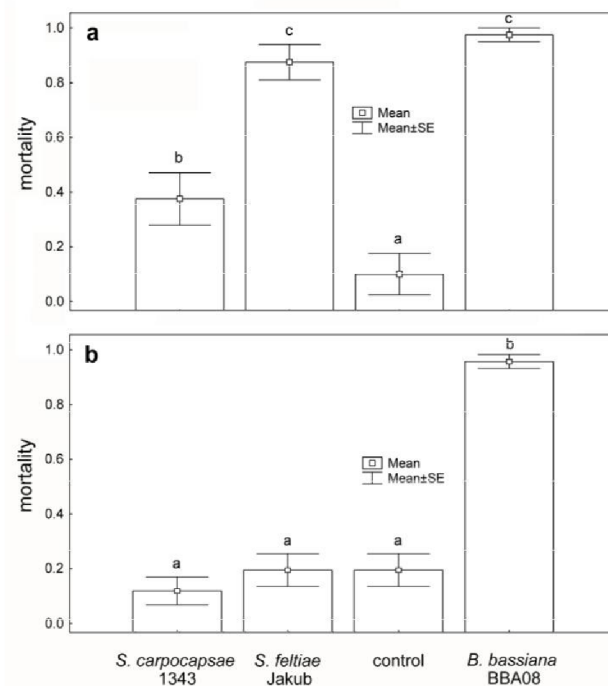 a
c
c
1.0
0.8
Mean
Mean±SE
mortality
0.6
b
0.4
a
0.2
0.0
b
b
1.0
0.8
mortality
0.6
Mean
Mean±SE
0.4
a
a
a
0.2
0.0
S. carpocapsae
1343
S. feltiae
Jakub
control
B. bassiana
BBA08